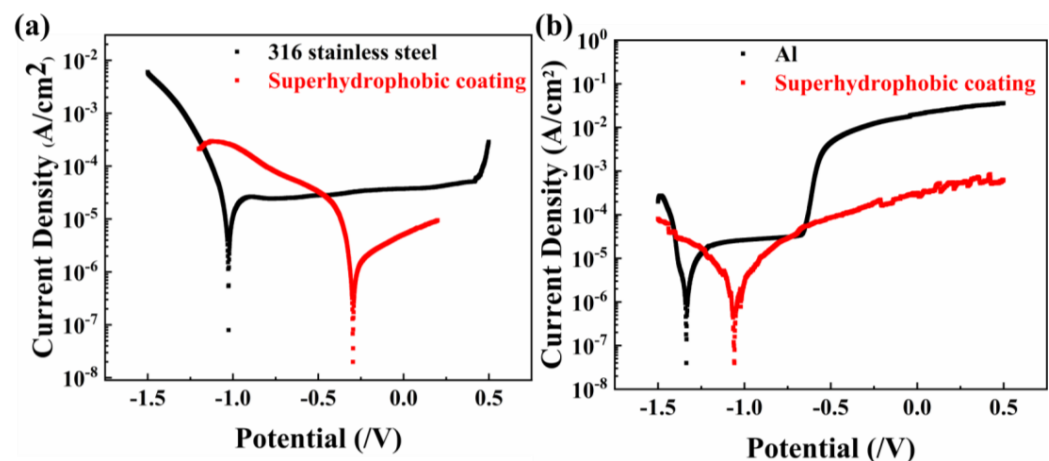 (a)
316 stainless steel
Superhydrophobic coating
Current Density (A/cm²)
10⁻²
10⁻³
10⁻⁴
10⁻⁵
10⁻⁶
10⁻⁷
10⁻⁸
-1.5 -1.0 -0.5 0.0 0.5
Potential (/V)
(b)
Al
Superhydrophobic coating
Current Density (A/cm²)
10⁰
10⁻¹
10⁻²
10⁻³
10⁻⁴
10⁻⁵
10⁻⁶
10⁻⁷
10⁻⁸
-1.5 -1.0 -0.5 0.0 0.5
Potential (/V)